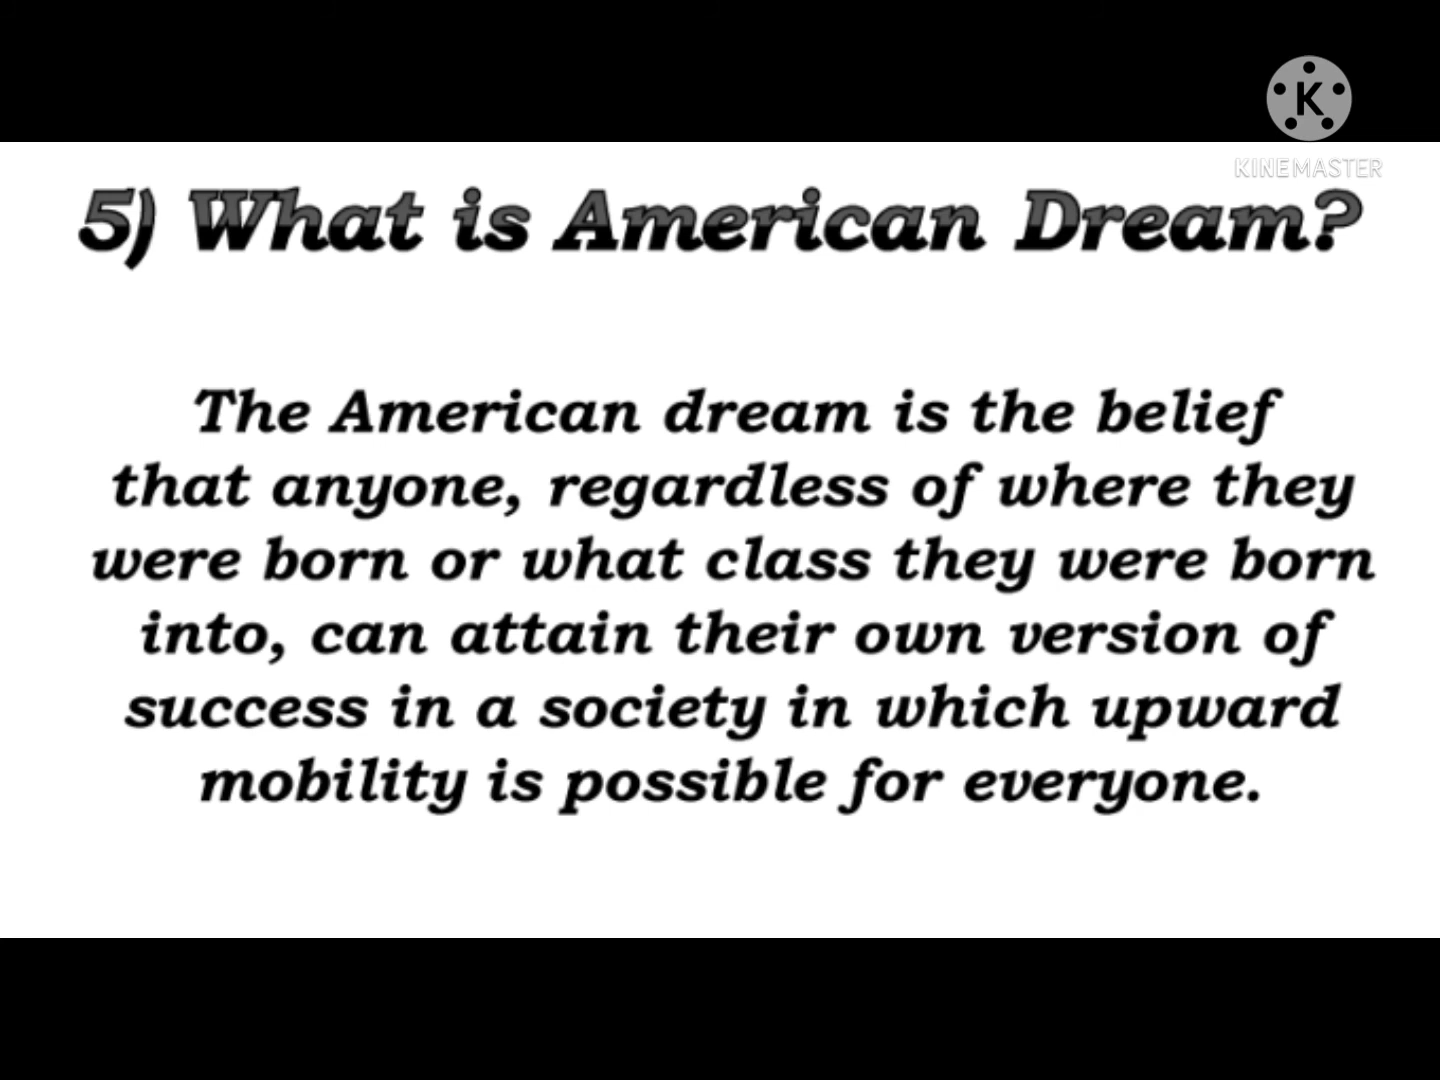 K
KINEMASTER
5) What is American Dream?
The American dream is the belief
that anyone, regardless of where they
were born or what class they were born
into, can attain their own version of
success in a society in which upward
mobility is possible for everyone.